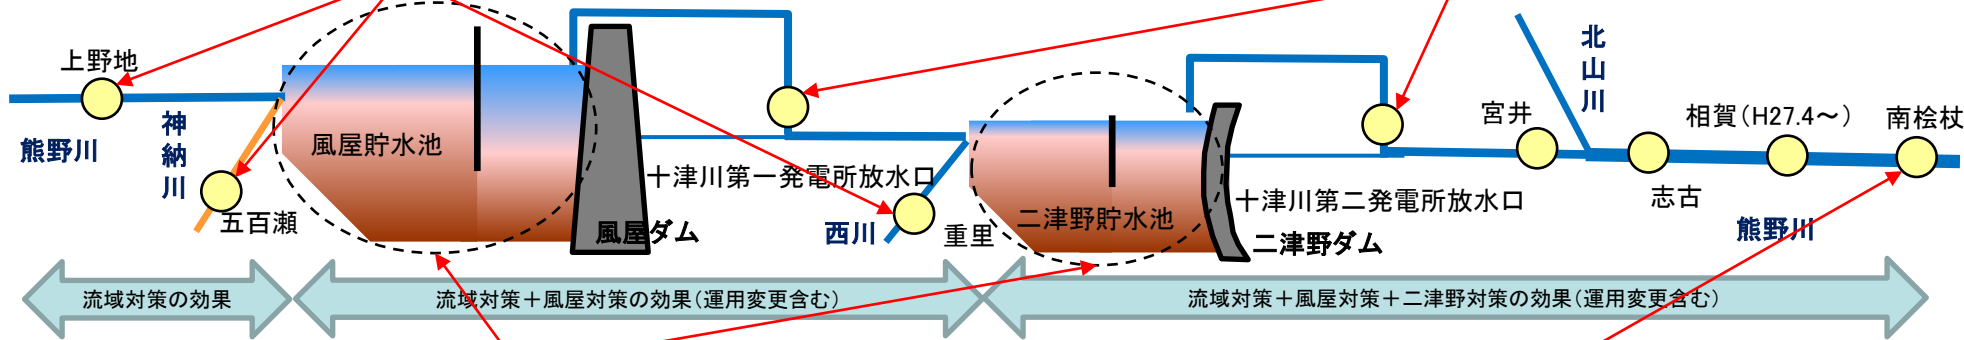 上野地
熊野川
神納川
五百瀬
風屋貯水池
風屋ダム
十津川第一発電所放水口
西川
重里
二津野貯水池
二津野ダム
十津川第二発電所放水口
宮井
北山川
志古
相賀(H27.4～)
南桧杖
熊野川
流域対策の効果
流域対策＋風屋対策の効果(運用変更含む)
流域対策＋風屋対策＋二津野対策の効果(運用変更含む)